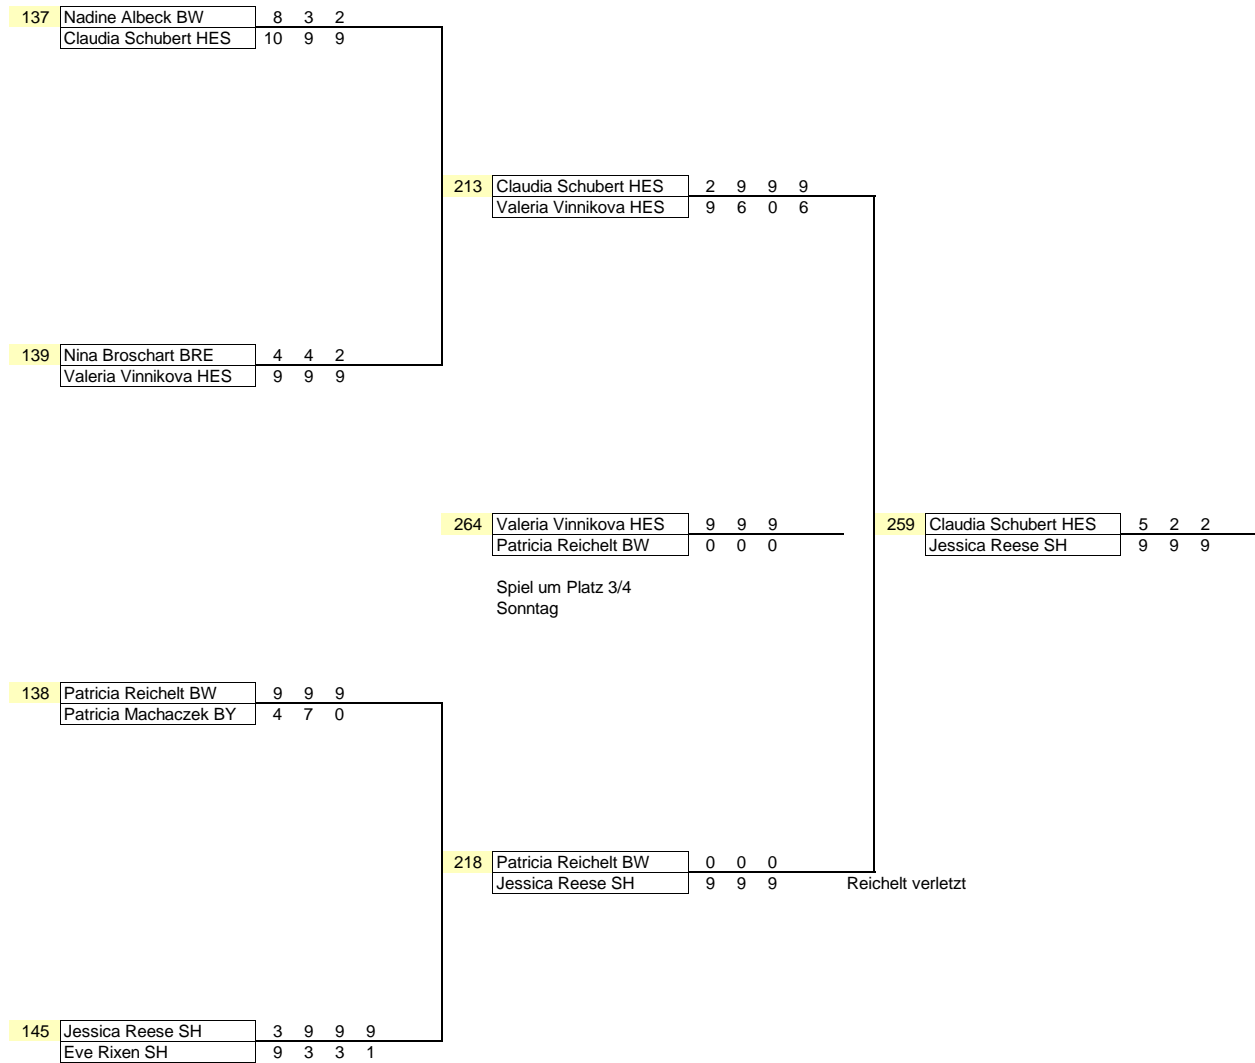 137 Nadine Albeck BW 8 3 2
Claudia Schubert HES 10 9 9
213 Claudia Schubert HES 2 9 9 9
Valeria Vinnikova HES 9 6 0 6
139 Nina Broschart BRE 4 4 2
Valeria Vinnikova HES 9 9 9
264 Valeria Vinnikova HES 9 9 9 259 Claudia Schubert HES 5 2 2
Patricia Reichelt BW 0 0 0 Jessica Reese SH 9 9 9
Spiel um Platz 3/4
Sonntag
138 Patricia Reichelt BW 9 9 9
Patricia Machaczek BY 4 7 0
218 Patricia Reichelt BW 0 0 0
Jessica Reese SH 9 9 9 Reichelt verletzt
145 Jessica Reese SH 3 9 9 9
Eve Rixen SH 9 3 3 1